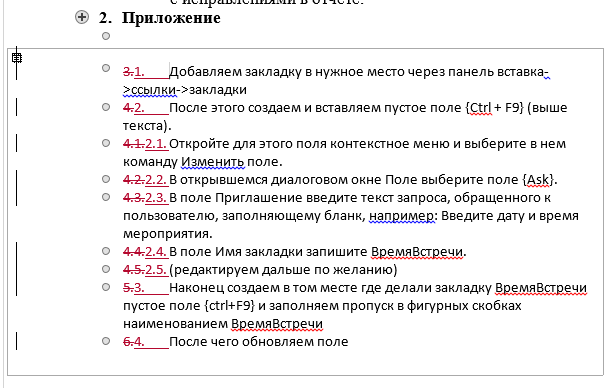 с исправлениями в отчете.
2. Приложение
3.1. Добавляем закладку в нужное место через панель вставка-
>ссылки->закладки
4.2. После этого создаем и вставляем пустое поле {Ctrl + F9} (выше
текста).
4.1.2.1. Откройте для этого поля контекстное меню и выберите в нем
команду Изменить поле.
4.2.2.2. В открывшемся диалоговом окне Поле выберите поле {Ask}.
4.3.2.3. В поле Приглашение введите текст запроса, обращенного к
пользователю, заполняющему бланк, например: Введите дату и время
мероприятия.
4.4.2.4. В поле Имя закладки запишите ВремяВстречи.
4.5.2.5. (редактируем дальше по желанию)
5.3. Наконец создаем в том месте где делали закладку ВремяВстречи
пустое поле {ctrl+F9} и заполняем пропуск в фигурных скобках
наименованием ВремяВстречи
6.4. После чего обновляем поле